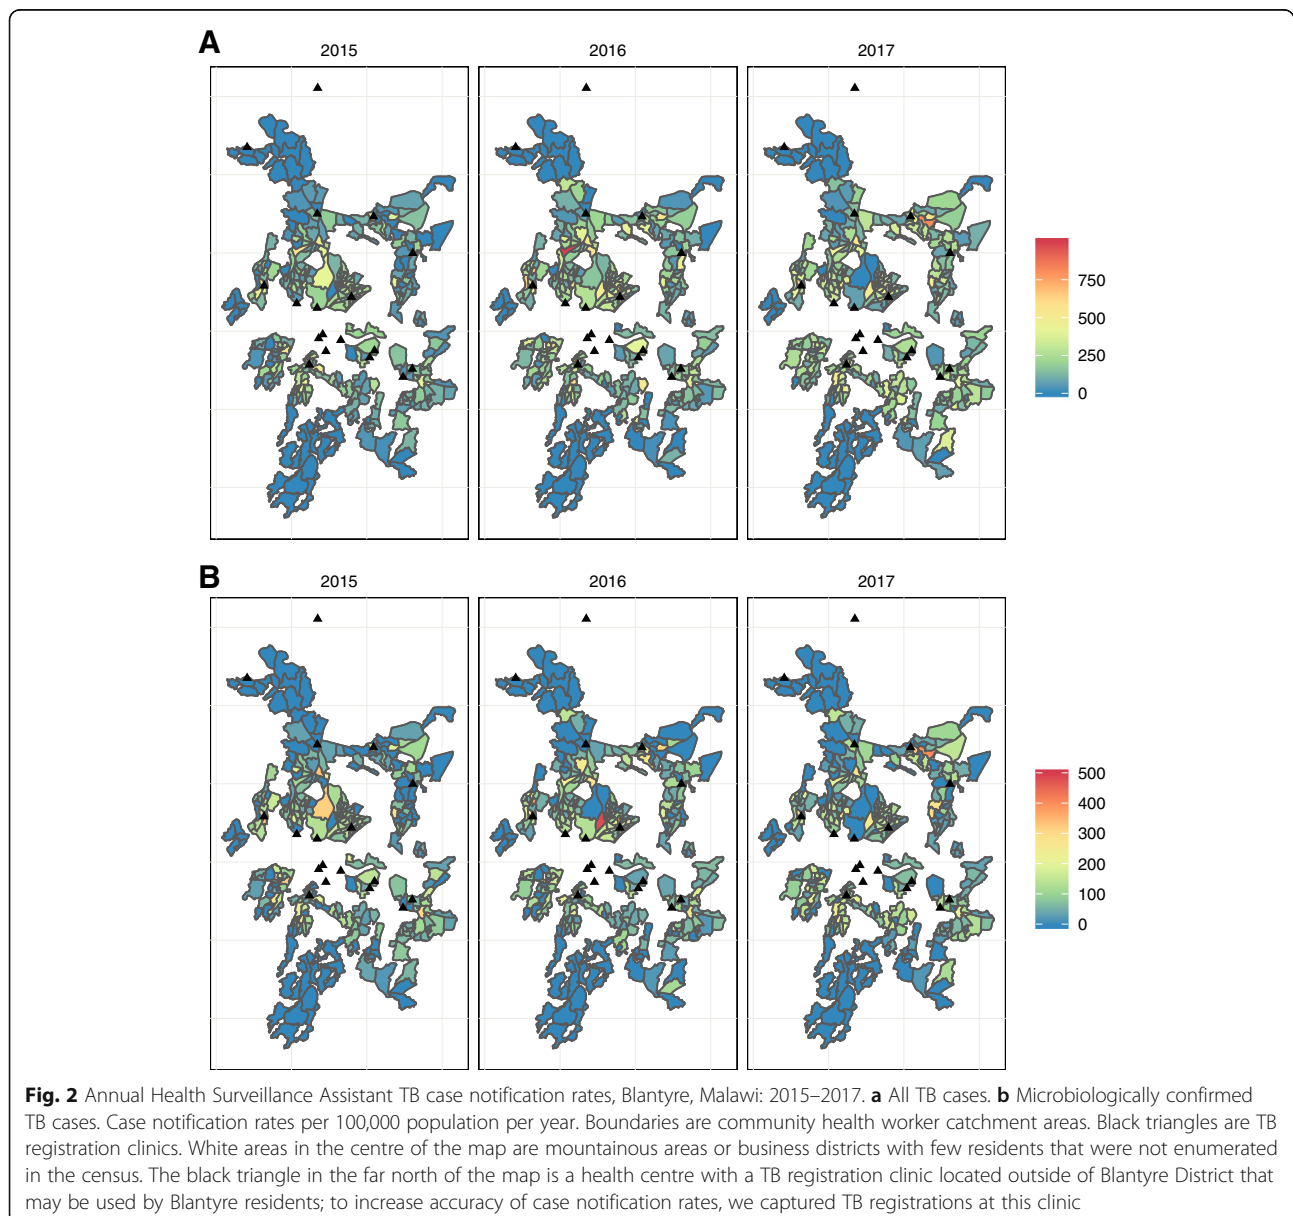 A
2015 2016 2017
750
500
250
0
B
2015 2016 2017
500
400
300
200
100
0
Fig. 2 Annual Health Surveillance Assistant TB case notification rates, Blantyre, Malawi: 2015–2017. a All TB cases. b Microbiologically confirmed
TB cases. Case notification rates per 100,000 population per year. Boundaries are community health worker catchment areas. Black triangles are TB
registration clinics. White areas in the centre of the map are mountainous areas or business districts with few residents that were not enumerated
in the census. The black triangle in the far north of the map is a health centre with a TB registration clinic located outside of Blantyre District that
may be used by Blantyre residents; to increase accuracy of case notification rates, we captured TB registrations at this clinic